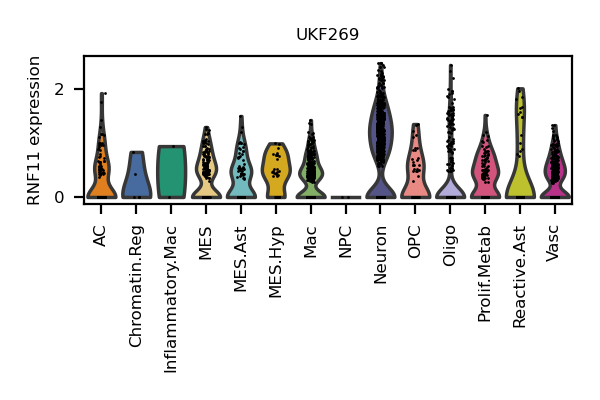 UKF269
RNF11 expression
2
0
AC
Chromatin.Reg
Inflammatory.Mac
MES
MES.Ast
MES.Hyp
Mac
NPC
Neuron
OPC
Oligo
Prolif.Metab
Reactive.Ast
Vasc